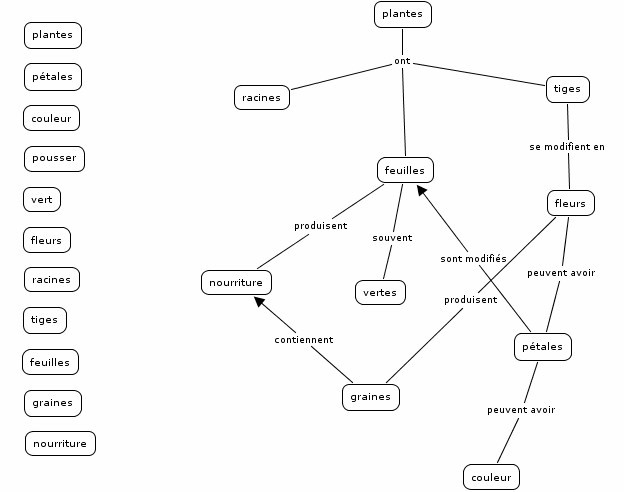 plantes
pétales
couleur
pousser
vert
fleurs
racines
tiges
feuilles
graines
nourriture
plantes
ont
racines
tiges
se modifient en
feuilles
fleurs
produisent
souvent
sont modifiés
peuvent avoir
nourriture
vertes
produisent
contiennent
pétales
graines
peuvent avoir
couleur